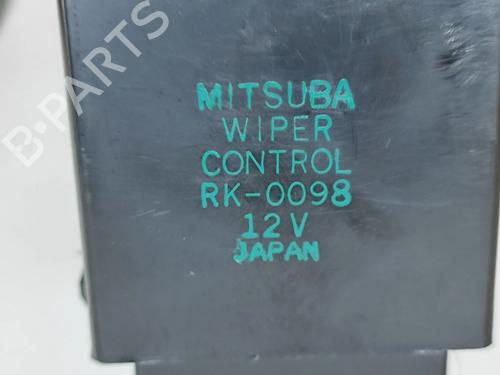 B-PARTS
MITSUBA
WIPER
CONTROL
RK-0098
12V
JAPAN